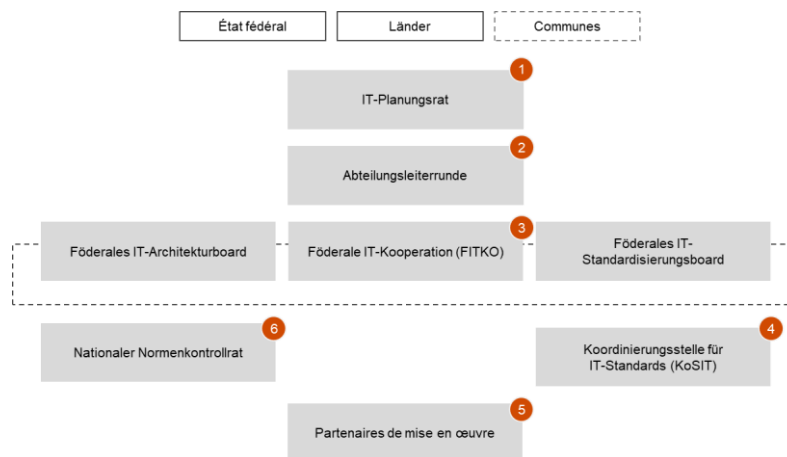 État fédéral
Länder
Communes
1
IT-Planungsrat
2
Abteilungsleiterrunde
3
Föderales IT-Architekturboard
Föderale IT-Kooperation (FITKO)
Föderales IT-
Standardisierungsboard
6
4
Nationaler Normenkontrollrat
Koordinierungsstelle für
IT-Standards (KoSIT)
5
Partenaires de mise en œuvre